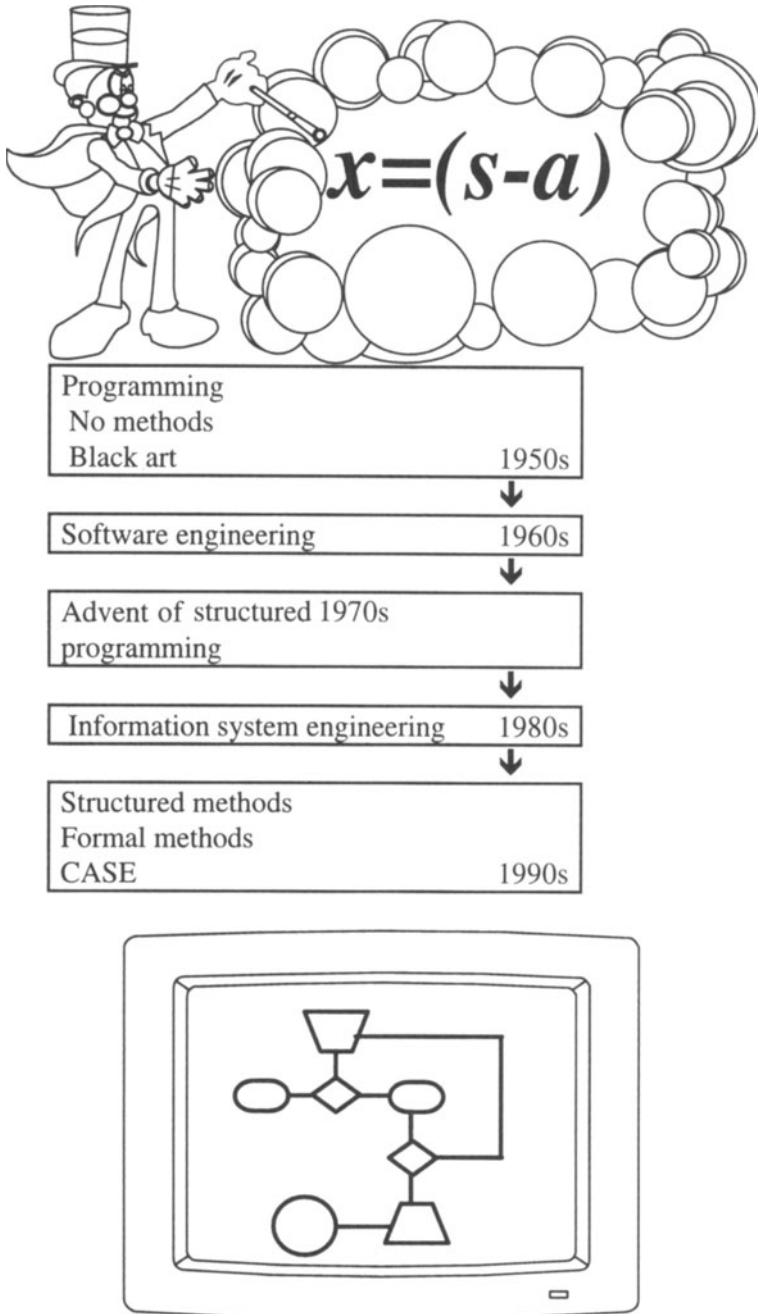 x=(s-a)
Programming
No methods
Black art 1950s
Software engineering 1960s
Advent of structured 1970s
programming
Information system engineering 1980s
Structured methods
Formal methods
CASE 1990s